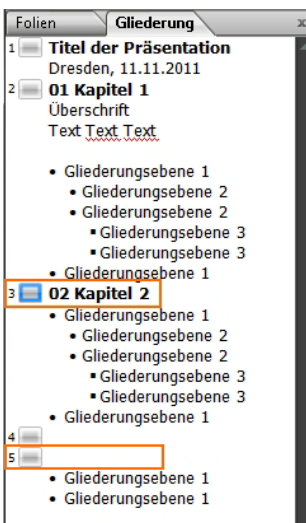 Folien Gliederung x
1 Titel der Präsentation
Dresden, 11.11.2011
2 01 Kapitel 1
Überschrift
Text Text Text
• Gliederungsebene 1
• Gliederungsebene 2
• Gliederungsebene 2
▪ Gliederungsebene 3
▪ Gliederungsebene 3
• Gliederungsebene 1
3 02 Kapitel 2
• Gliederungsebene 1
• Gliederungsebene 2
• Gliederungsebene 2
▪ Gliederungsebene 3
▪ Gliederungsebene 3
• Gliederungsebene 1
4
5
• Gliederungsebene 1
• Gliederungsebene 1